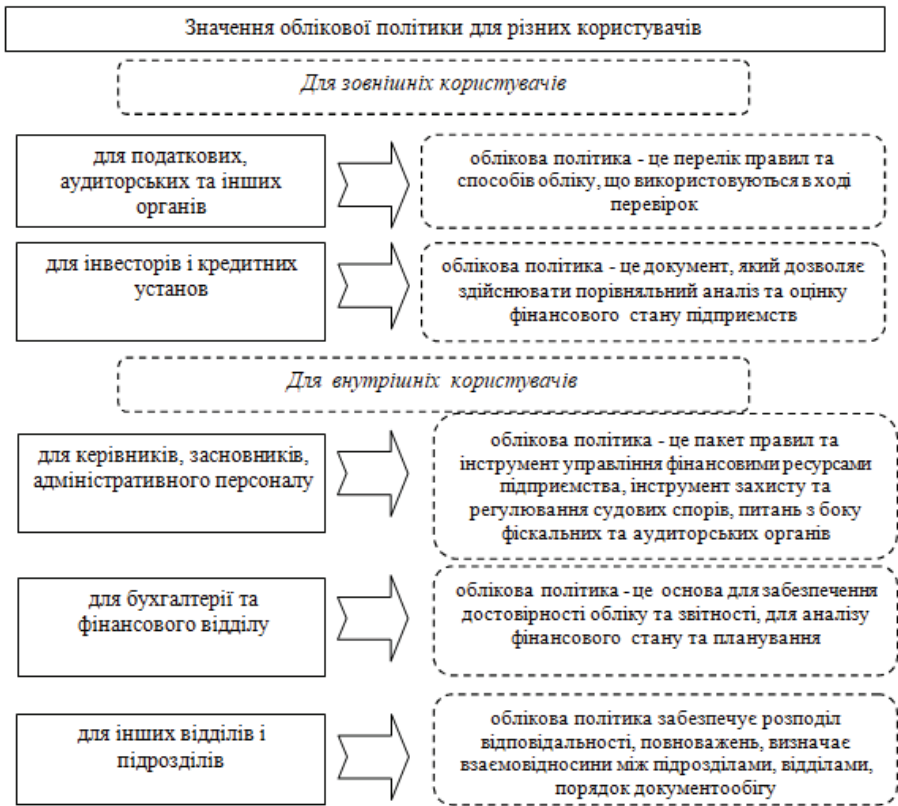 Значення облікової політики для різних користувачів
Для зовнішніх користувачів
для податкових,
аудиторських та інших
органів
облікова політика - це перелік правил та
способів обліку, що використовуються в ході
перевірок
для інвесторів і кредитних
установ
облікова політика - це документ, який дозволяє
здійснювати порівняльний аналіз та оцінку
фінансового стану підприємств
Для внутрішніх користувачів
для керівників, засновників,
адміністративного персоналу
облікова політика - це пакет правил та
інструмент управління фінансовими ресурсами
підприємства, інструмент захисту та
регулювання судових спорів, питань з боку
фіскальних та аудиторських органів
для бухгалтерії та
фінансового відділу
облікова політика - це основа для забезпечення
достовірності обліку та звітності, для аналізу
фінансового стану та планування
для інших відділів і
підрозділів
облікова політика забезпечує розподіл
відповідальності, повноважень, визначає
взаємовідносини між підрозділами, відділами,
порядок документообігу